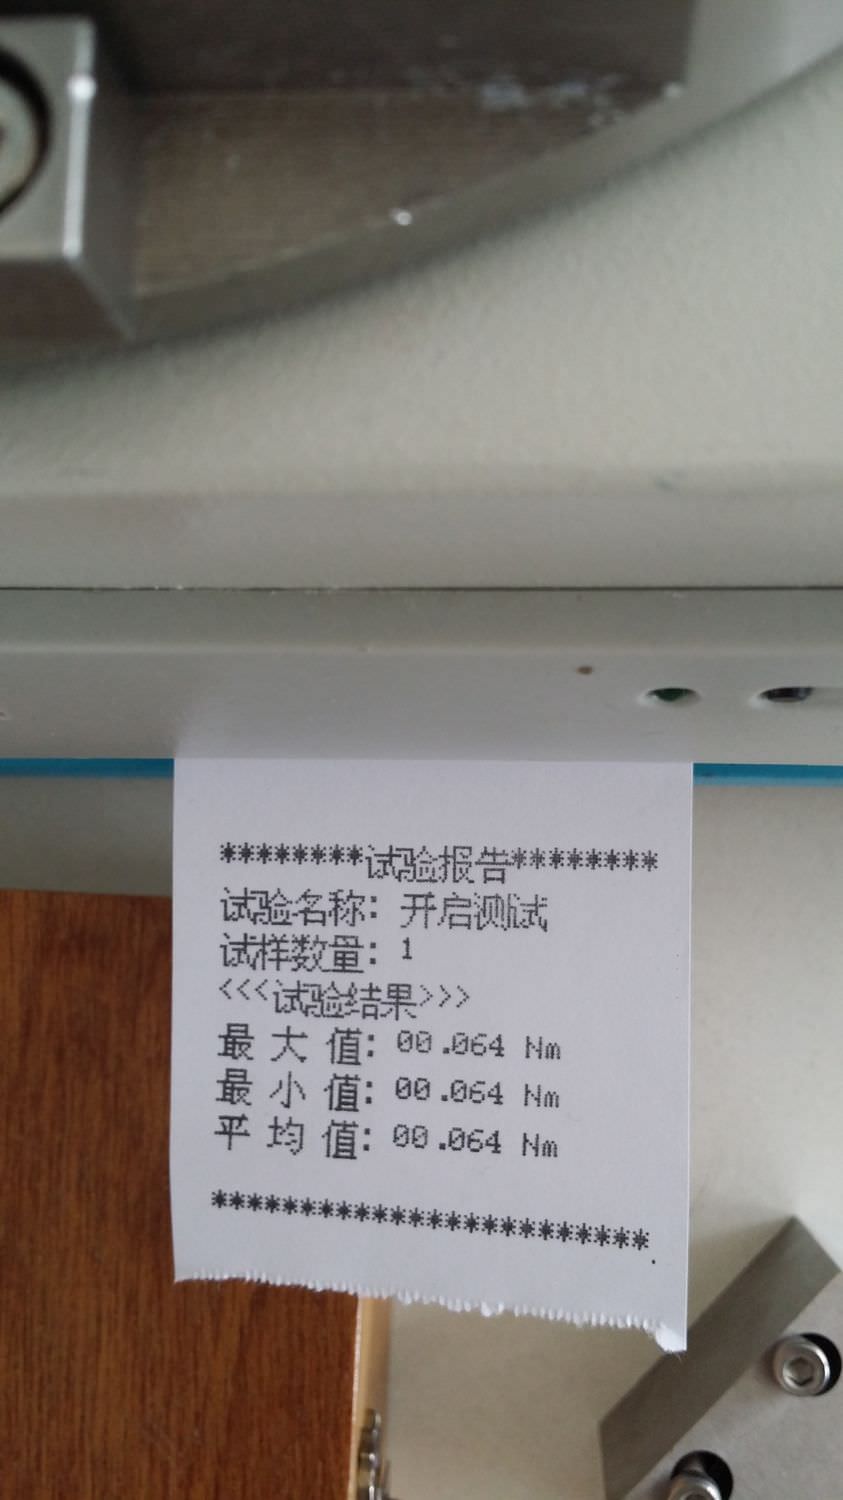 ********试验报告********
试验名称: 开启测试
试样数量: 1
<<<试验结果>>>
最 大 值: 00.064 Nm
最 小 值: 00.064 Nm
平 均 值: 00.064 Nm
************************